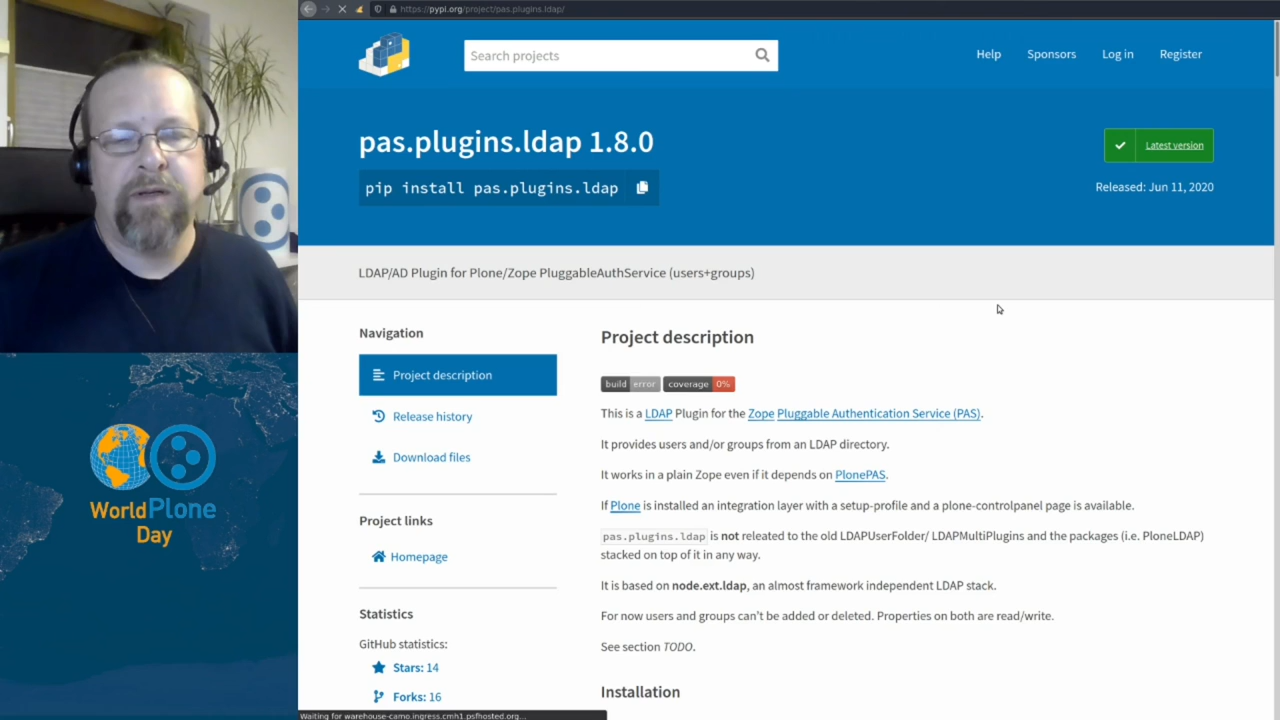 https://pypi.org/project/pas.plugins.ldap/
Search projects
Help
Sponsors
Log in
Register
pas.plugins.ldap 1.8.0
pip install pas.plugins.ldap
Latest version
Released: Jun 11, 2020
LDAP/AD Plugin for Plone/Zope PluggableAuthService (users+groups)
Navigation
Project description
Release history
Download files
Project links
Homepage
Statistics
GitHub statistics:
Stars: 14
Forks: 16
Project description
build error coverage 0%
This is a LDAP Plugin for the Zope Pluggable Authentication Service (PAS).
It provides users and/or groups from an LDAP directory.
It works in a plain Zope even if it depends on PlonePAS.
If Plone is installed an integration layer with a setup-profile and a plone-controlpanel page is available.
pas.plugins.ldap is not releated to the old LDAPUserFolder/ LDAPMultiPlugins and the packages (i.e. PloneLDAP)
stacked on top of it in any way.
It is based on node.ext.ldap, an almost framework independent LDAP stack.
For now users and groups can't be added or deleted. Properties on both are read/write.
See section TODO.
Installation
Waiting for warehouse-camo.ingress.cmh1.psfhosted.org...
World Plone
Day